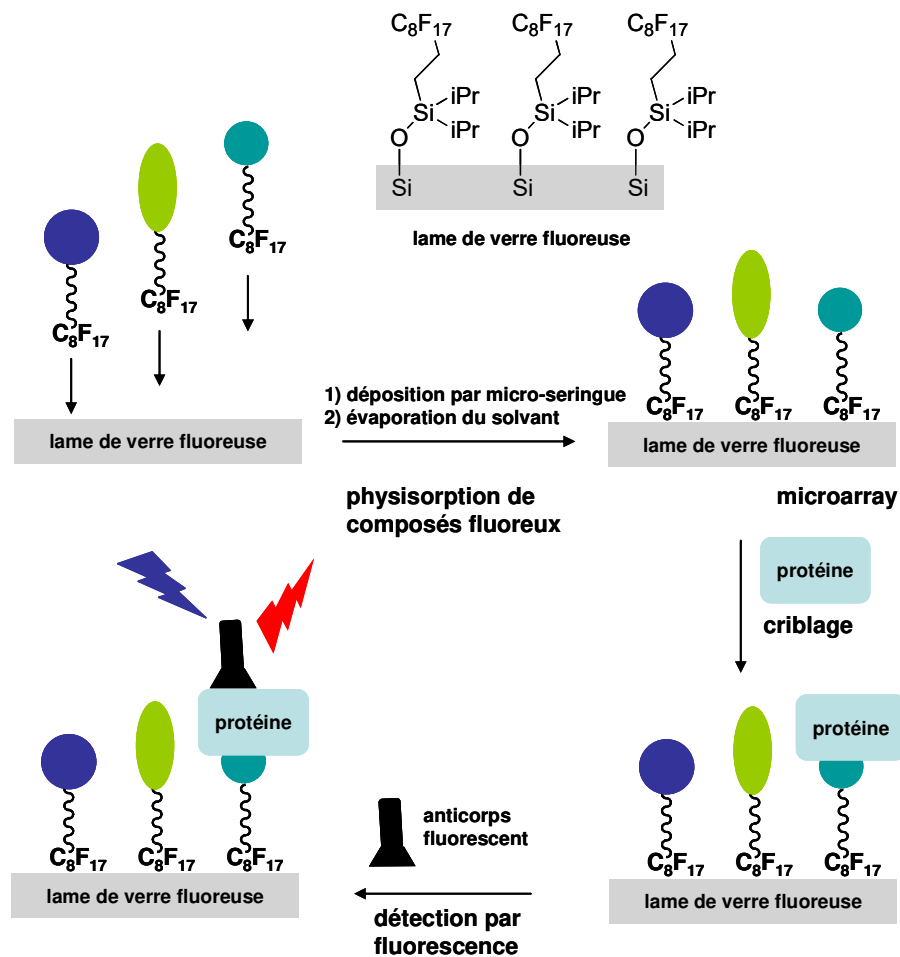 C8F17 C8F17 C8F17
Si iPr Si iPr Si iPr
iPr iPr iPr
O O O
Si Si Si
lame de verre fluoreuse
C8F17
C8F17
C8F17
lame de verre fluoreuse
1) déposition par micro-seringue
2) évaporation du solvant
physisorption de
composés fluoreux
C8F17 C8F17 C8F17
lame de verre fluoreuse
microarray
protéine
criblage
protéine
C8F17 C8F17 C8F17
lame de verre fluoreuse
anticorps
fluorescent
détection par
fluorescence
protéine
C8F17 C8F17 C8F17
lame de verre fluoreuse